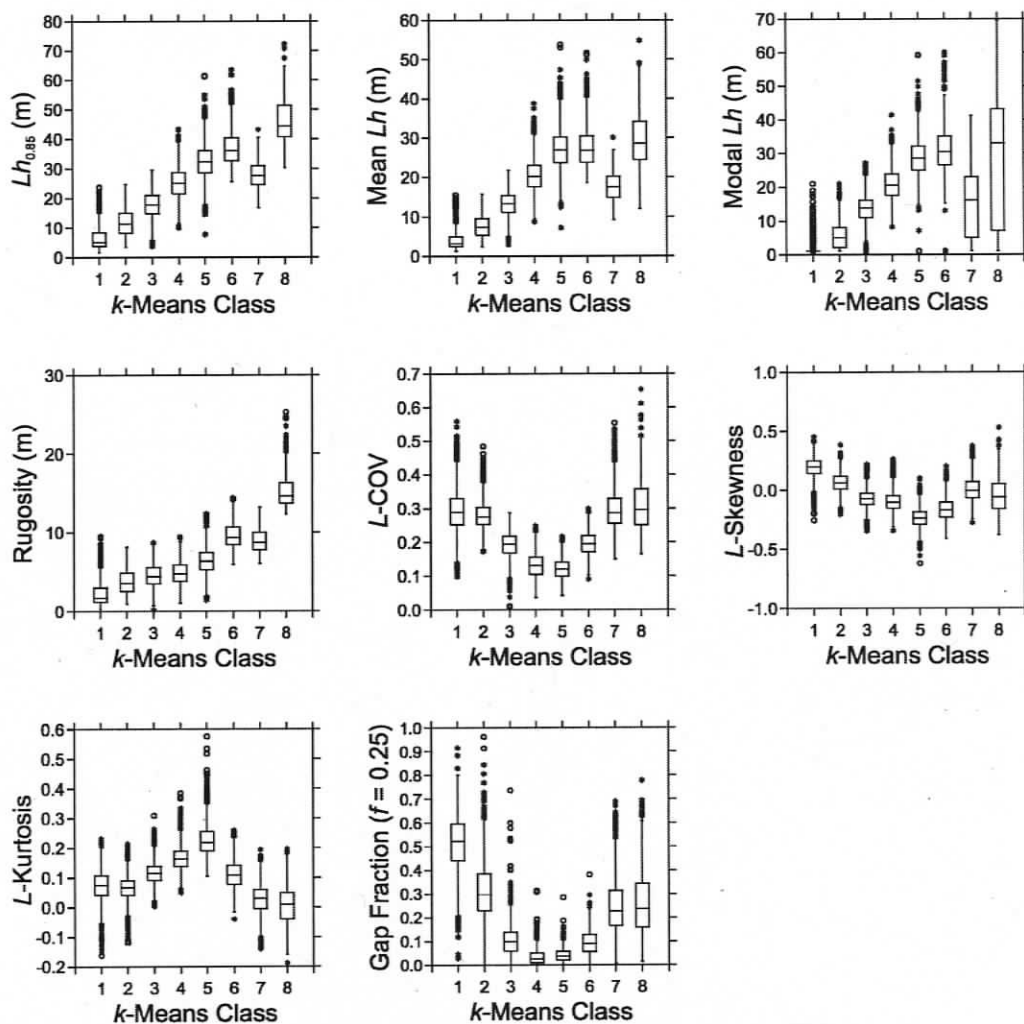 Lh0.85 (m)
80
70
60
50
40
30
20
10
0
1 2 3 4 5 6 7 8
k-Means Class
Mean Lh (m)
60
50
40
30
20
10
0
1 2 3 4 5 6 7 8
k-Means Class
Modal Lh (m)
70
60
50
40
30
20
10
0
1 2 3 4 5 6 7 8
k-Means Class
Rugosity (m)
30
20
10
0
1 2 3 4 5 6 7 8
k-Means Class
L-COV
0.7
0.6
0.5
0.4
0.3
0.2
0.1
0.0
1 2 3 4 5 6 7 8
k-Means Class
L-Skewness
1.0
0.5
0.0
-0.5
-1.0
1 2 3 4 5 6 7 8
k-Means Class
L-Kurtosis
0.6
0.5
0.4
0.3
0.2
0.1
0.0
-0.1
-0.2
1 2 3 4 5 6 7 8
k-Means Class
Gap Fraction (f = 0.25)
1.0
0.9
0.8
0.7
0.6
0.5
0.4
0.3
0.2
0.1
0.0
1 2 3 4 5 6 7 8
k-Means Class